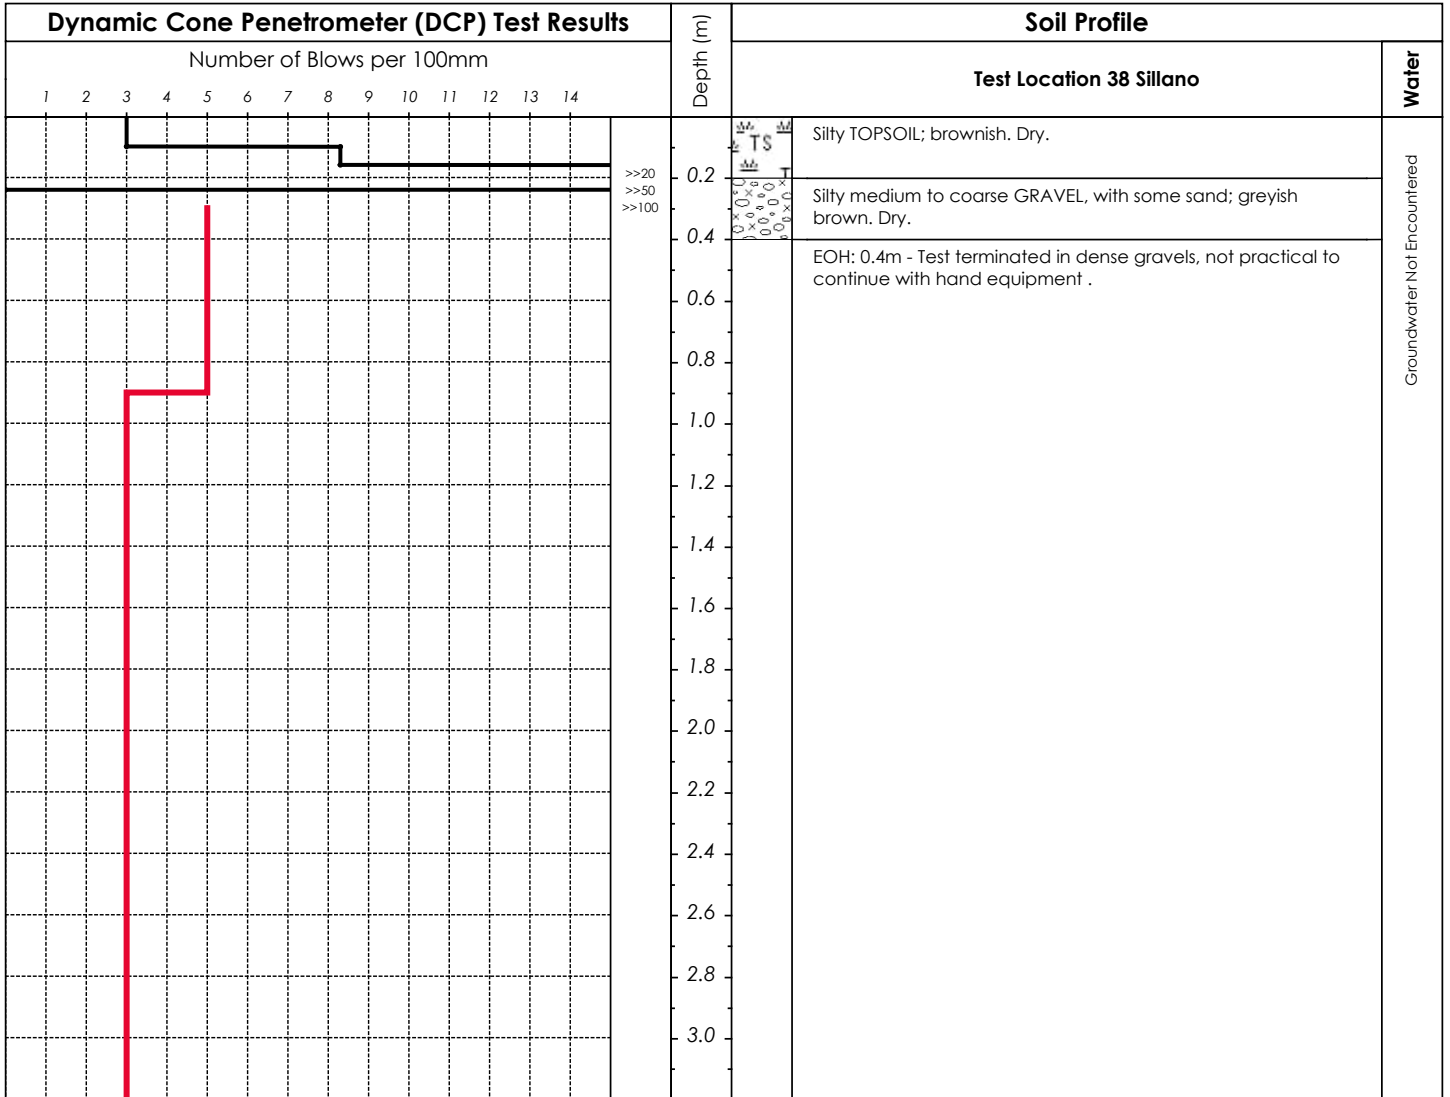 Dynamic Cone Penetrometer (DCP) Test Results
Number of Blows per 100mm
1 2 3 4 5 6 7 8 9 10 11 12 13 14
>>20
>>50
>>100
Depth (m)
0.2
0.4
0.6
0.8
1.0
1.2
1.4
1.6
1.8
2.0
2.2
2.4
2.6
2.8
3.0
Soil Profile
Test Location 38 Sillano
Water
TS
T
Silty TOPSOIL; brownish. Dry.
Silty medium to coarse GRAVEL, with some sand; greyish
brown. Dry.
EOH: 0.4m - Test terminated in dense gravels, not practical to
continue with hand equipment .
Groundwater Not Encountered